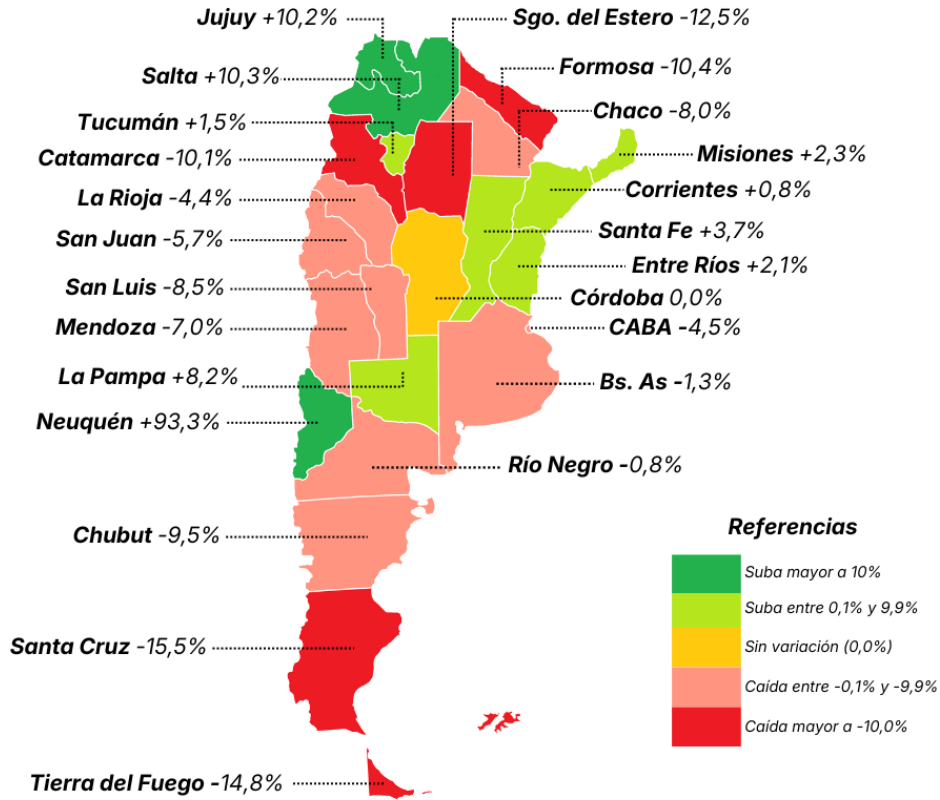 Jujuy +10,2%
Sgo. del Estero -12,5%
Salta +10,3%
Formosa -10,4%
Chaco -8,0%
Tucumán +1,5%
Catamarca -10,1%
Misiones +2,3%
La Rioja -4,4%
Corrientes +0,8%
San Juan -5,7%
Santa Fe +3,7%
Entre Ríos +2,1%
San Luis -8,5%
Córdoba 0,0%
Mendoza -7,0%
CABA -4,5%
La Pampa +8,2%
Bs. As -1,3%
Neuquén +93,3%
Río Negro -0,8%
Chubut -9,5%
Referencias
Suba mayor a 10%
Suba entre 0,1% y 9,9%
Sin variación (0,0%)
Caída entre -0,1% y -9,9%
Caída mayor a -10,0%
Santa Cruz -15,5%
Tierra del Fuego -14,8%